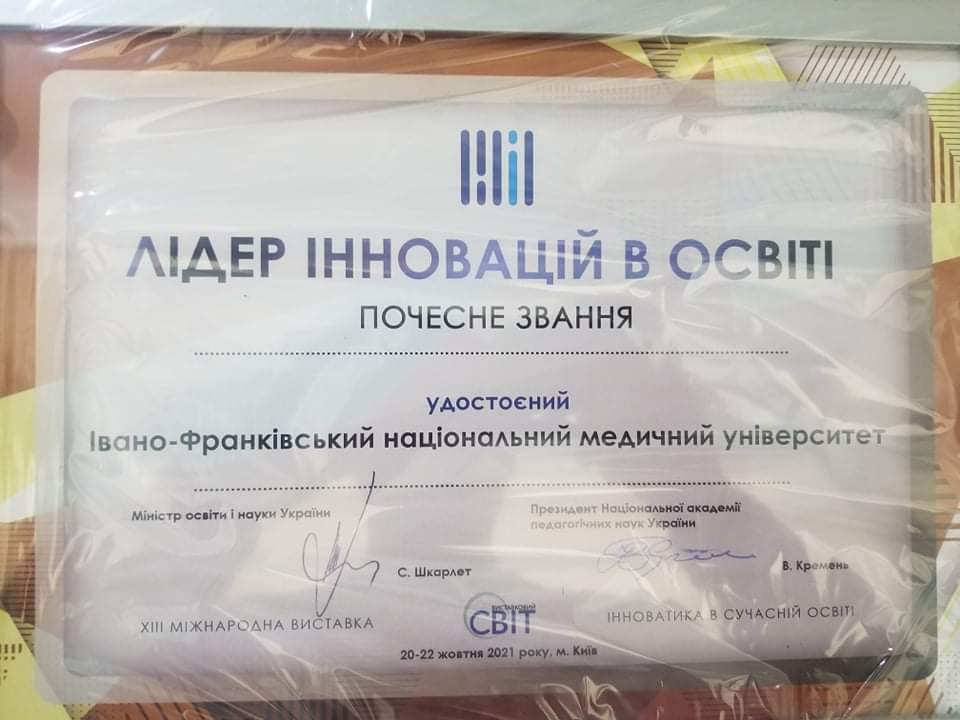 ЛІДЕР ІННОВАЦІЙ В ОСВІТІ
ПОЧЕСНЕ ЗВАННЯ
удостоєний
Івано-Франківський національний медичний університет
Міністр освіти і науки України
Президент Національної академії
педагогічних наук України
С. Шкарлет
В. Кремень
XIII МІЖНАРОДНА ВИСТАВКА
ВИСТАВКОВИЙ
СВІТ
ІННОВАТИКА В СУЧАСНІЙ ОСВІТІ
20-22 жовтня 2021 року, м. Київ